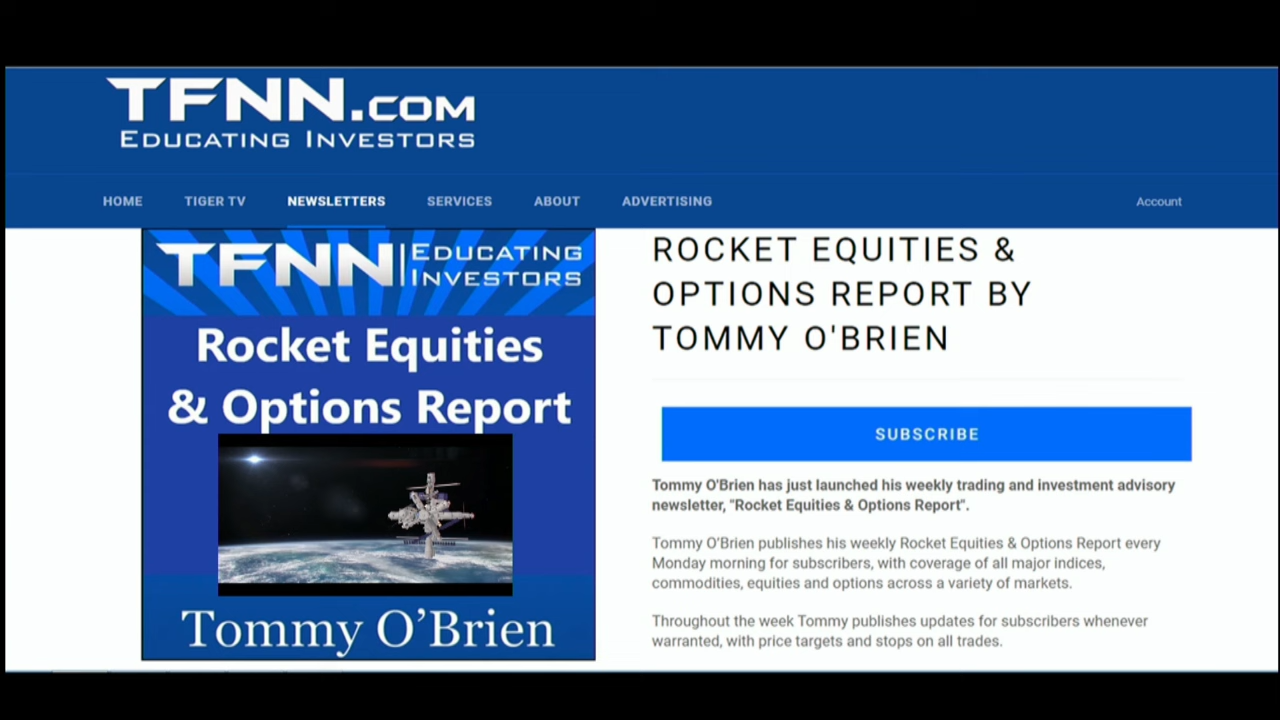 TFNN.COM
EDUCATING INVESTORS
HOME TIGER TV NEWSLETTERS SERVICES ABOUT ADVERTISING Account
TFNN EDUCATING
INVESTORS
Rocket Equities
& Options Report
Tommy O’Brien
ROCKET EQUITIES &
OPTIONS REPORT BY
TOMMY O'BRIEN
SUBSCRIBE
Tommy O'Brien has just launched his weekly trading and investment advisory
newsletter, "Rocket Equities & Options Report".
Tommy O'Brien publishes his weekly Rocket Equities & Options Report every
Monday morning for subscribers, with coverage of all major indices,
commodities, equities and options across a variety of markets.
Throughout the week Tommy publishes updates for subscribers whenever
warranted, with price targets and stops on all trades.